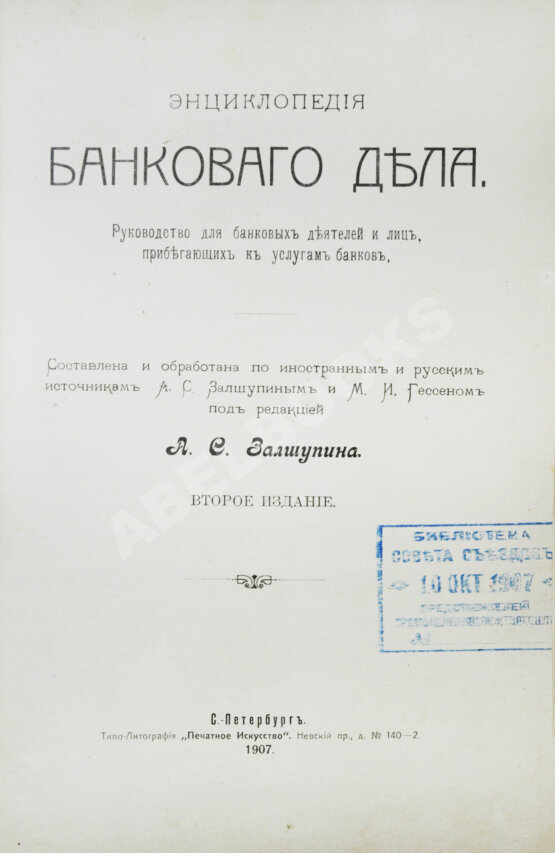 ЭНЦИКЛОПЕДІЯ
БАНКОВАГО ДѢЛА.
Руководство для банковыхъ дѣятелей и лицъ,
прибѣгающихъ къ услугамъ банковъ.
Составлена и обработана по иностраннымъ и русскимъ
источникамъ А. С. Залшупинымъ и М. И. Гессеномъ
подъ редакціей
А. С. Залшупина.
ВТОРОЕ ИЗДАНІЕ.
БИБЛІОТЕКА
СОВѢТА СЪѢЗДОВЪ
10 ОКТ 1907
ПРЕДСТАВИТЕЛЕЙ
ABELBOOKS
С.-Петербургъ.
Типо-Литографія „Печатное Искусство“. Невскій пр., д. № 140—2.
1907.